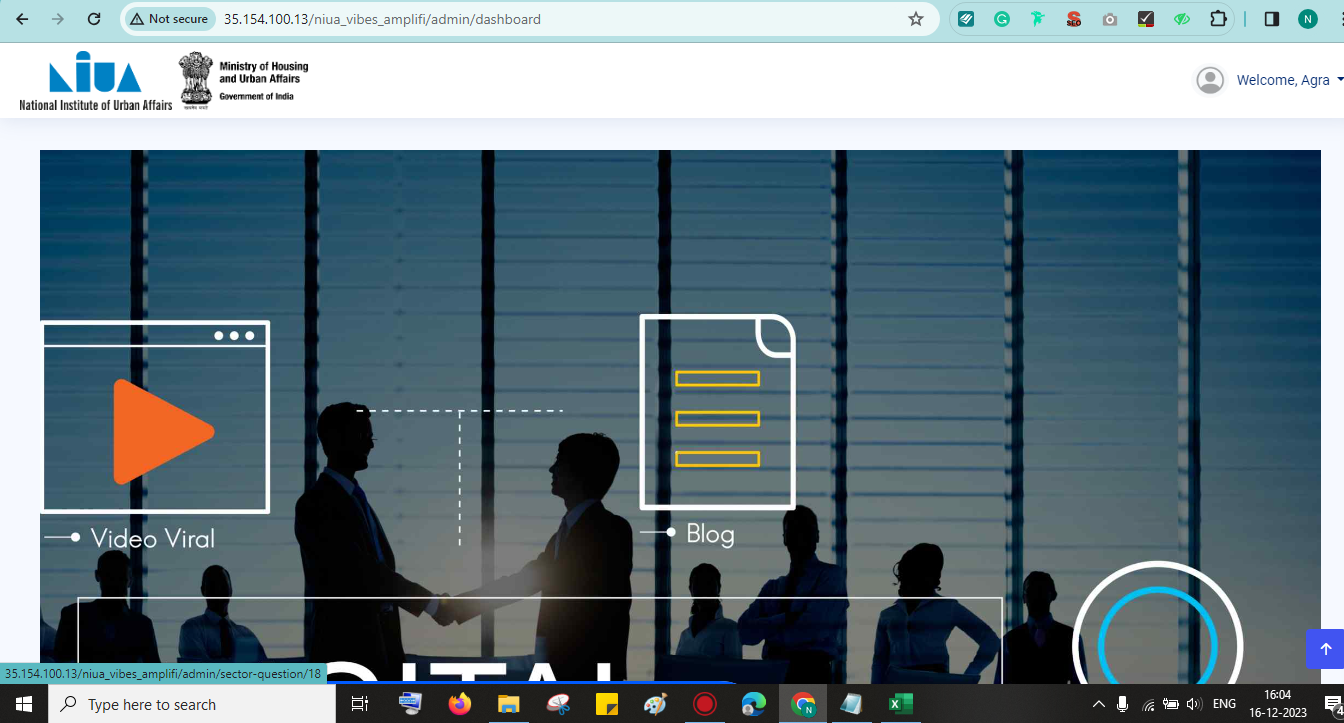 Not secure
35.154.100.13/niua_vibes_amplifi/admin/dashboard
N
NIUA
National Institute of Urban Affairs
Ministry of Housing
and Urban Affairs
Government of India
Welcome, Agra
Video Viral
Blog
35.154.100.13/niua_vibes_amplifi/admin/sector-question/18
Type here to search
ENG
16:04
16-12-2023
4